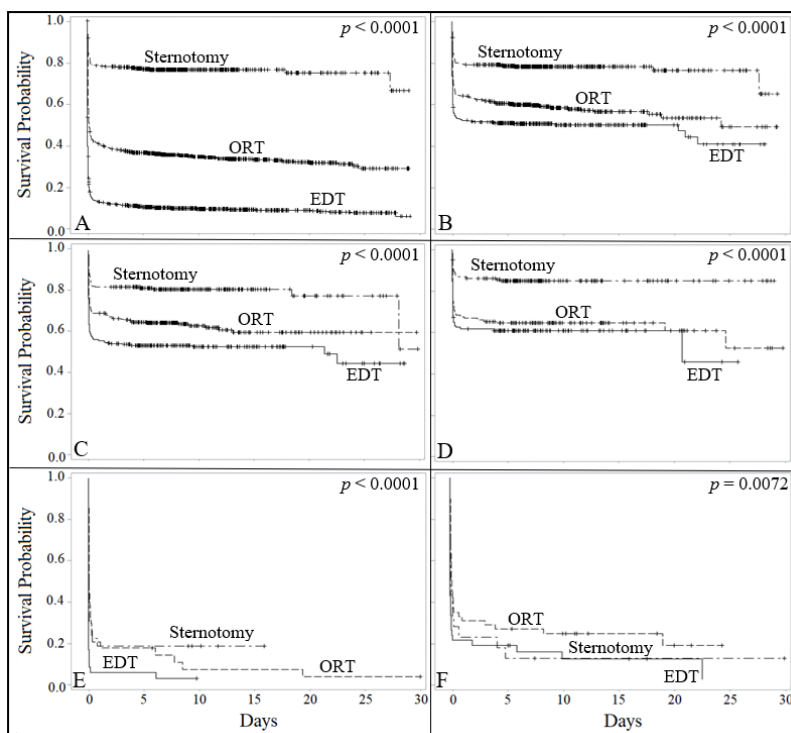 p < 0.0001
p < 0.0001
Survival Probability
1.0
0.8
0.6
0.4
0.2
0.0
Sternotomy
ORT
EDT
A
Sternotomy
ORT
EDT
B
p < 0.0001
p < 0.0001
Survival Probability
1.0
0.8
0.6
0.4
0.2
0.0
Sternotomy
ORT
EDT
C
Sternotomy
ORT
EDT
D
p < 0.0001
p = 0.0072
Survival Probability
1.0
0.8
0.6
0.4
0.2
0.0
Sternotomy
EDT
ORT
E
ORT
Sternotomy
EDT
F
0 5 10 15 20 25 30
0 5 10 15 20 25 30
Days
Days